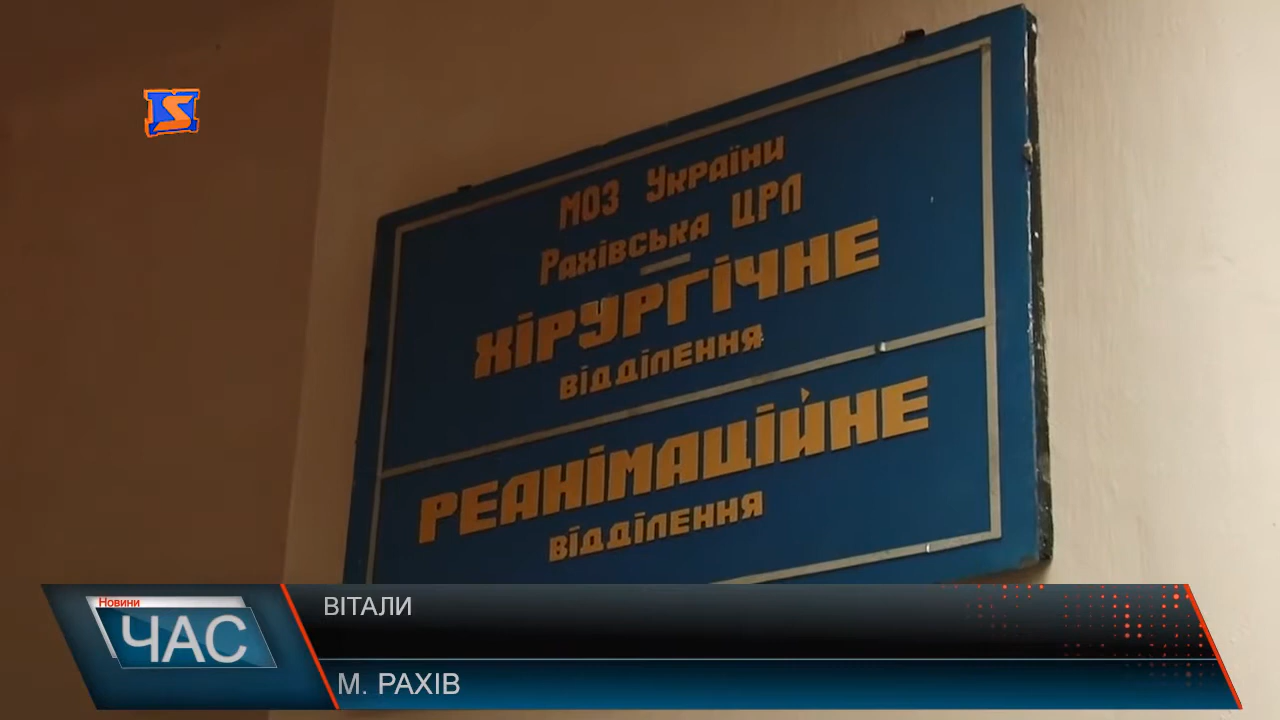 МОЗ України
Рахівська ЦРЛ
ХІРУРГІЧНЕ
відділення
РЕАНІМАЦІЙНЕ
відділення
Новини
ЧАС
ВІТАЛИ
М. РАХІВ